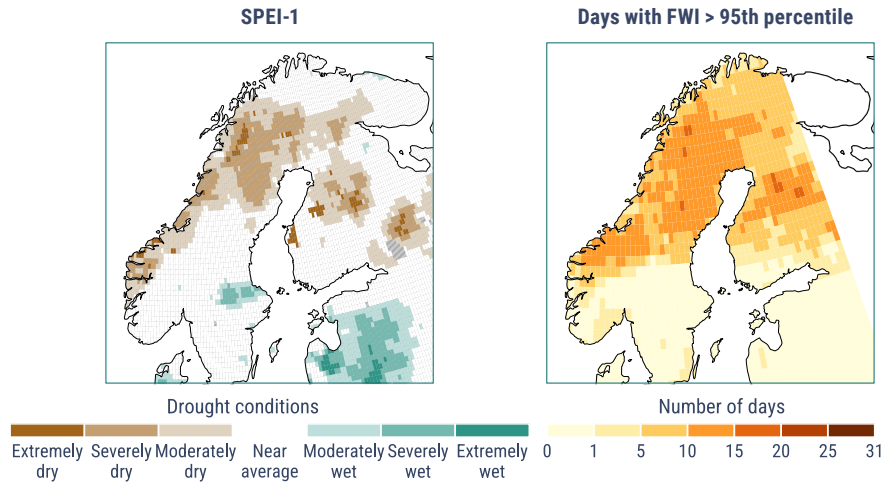 SPEI-1
Days with FWI > 95th percentile
Drought conditions
Extremely dry
Severely dry
Moderately dry
Near average
Moderately wet
Severely wet
Extremely wet
Number of days
0 1 5 10 15 20 25 31